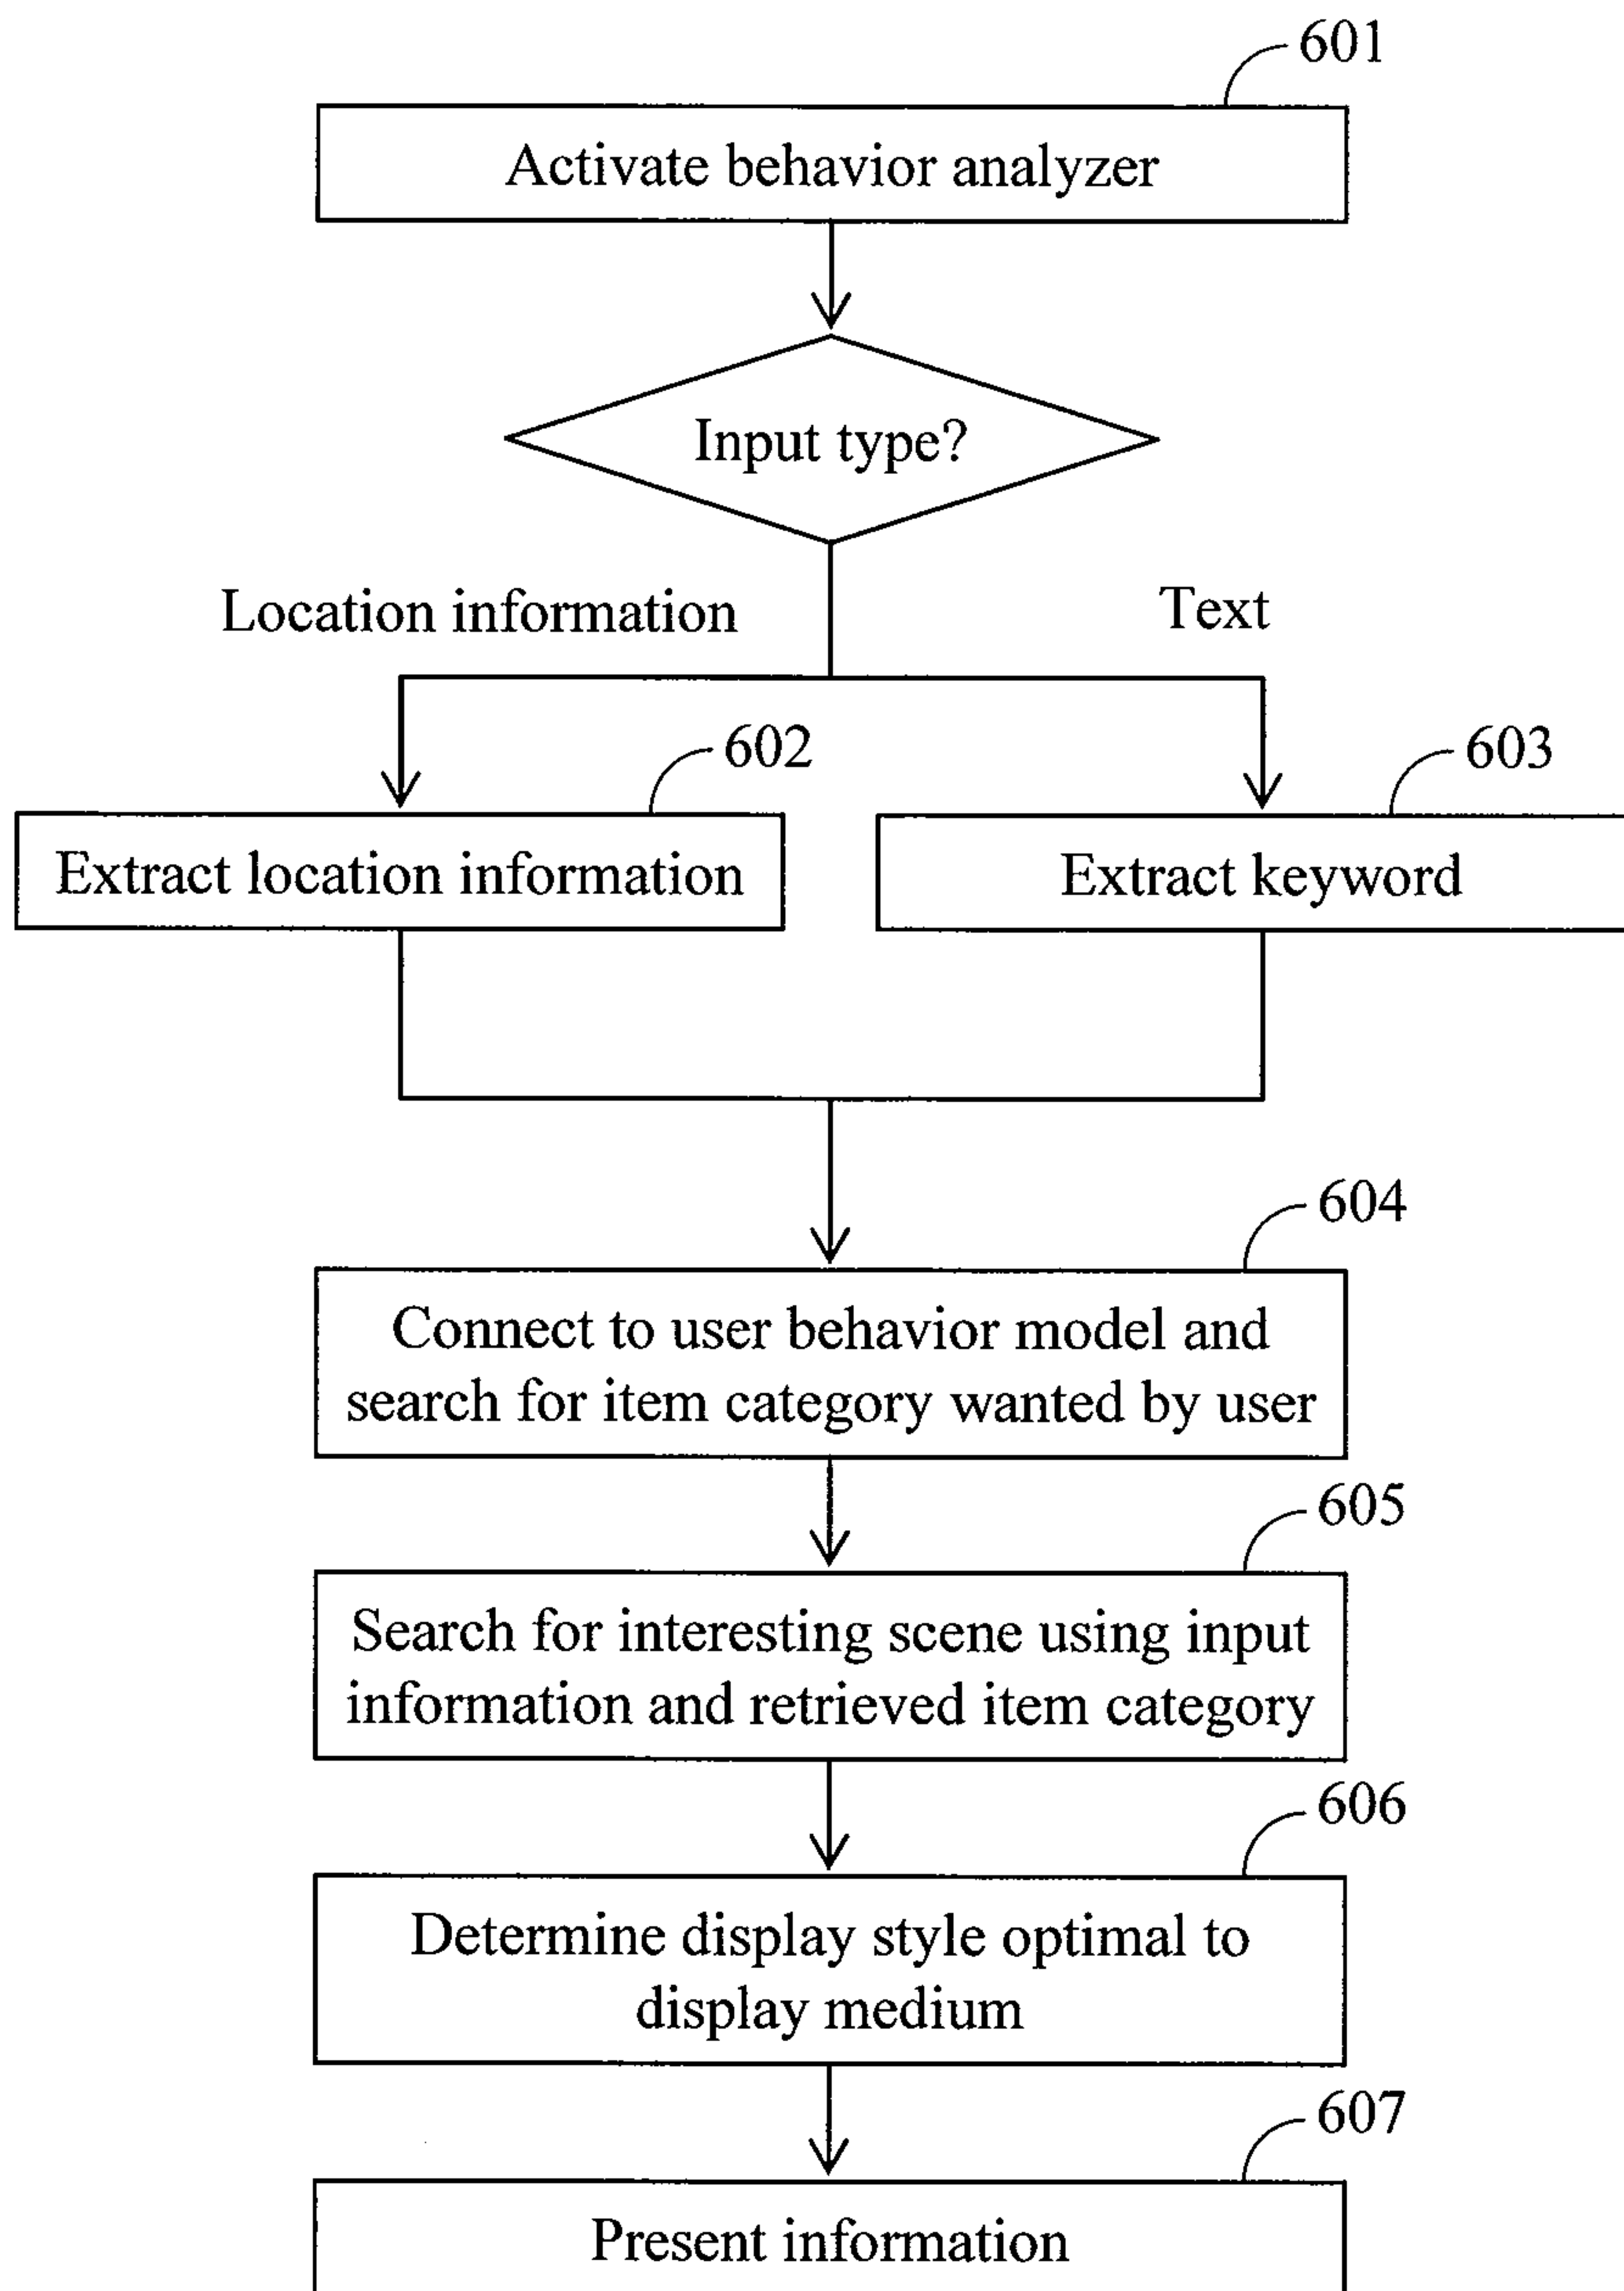 601
Activate behavior analyzer
Input type?
Location information
Text
602
603
Extract location information
Extract keyword
604
Connect to user behavior model and
search for item category wanted by user
605
Search for interesting scene using input
information and retrieved item category
606
Determine display style optimal to
display medium
607
Present information